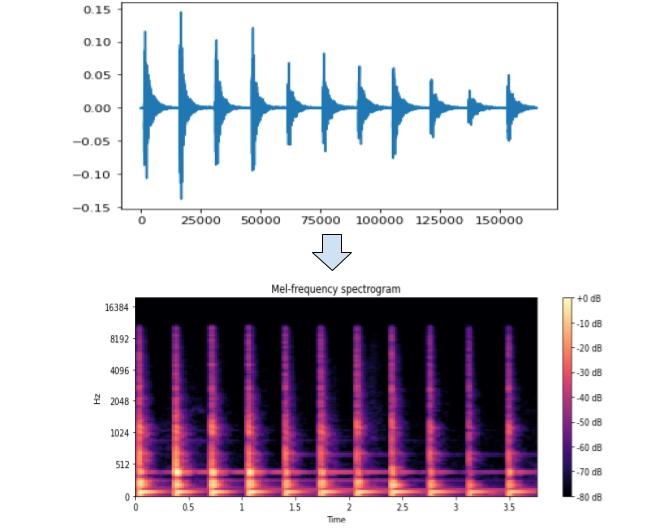 0.15
0.10
0.05
0.00
−0.05
−0.10
−0.15
0 25000 50000 75000 100000 125000 150000
Mel-frequency spectrogram
16384
8192
4096
2048
1024
512
0
Hz
0 0.5 1 1.5 2 2.5 3 3.5
Time
+0 dB
-10 dB
-20 dB
-30 dB
-40 dB
-50 dB
-60 dB
-70 dB
-80 dB